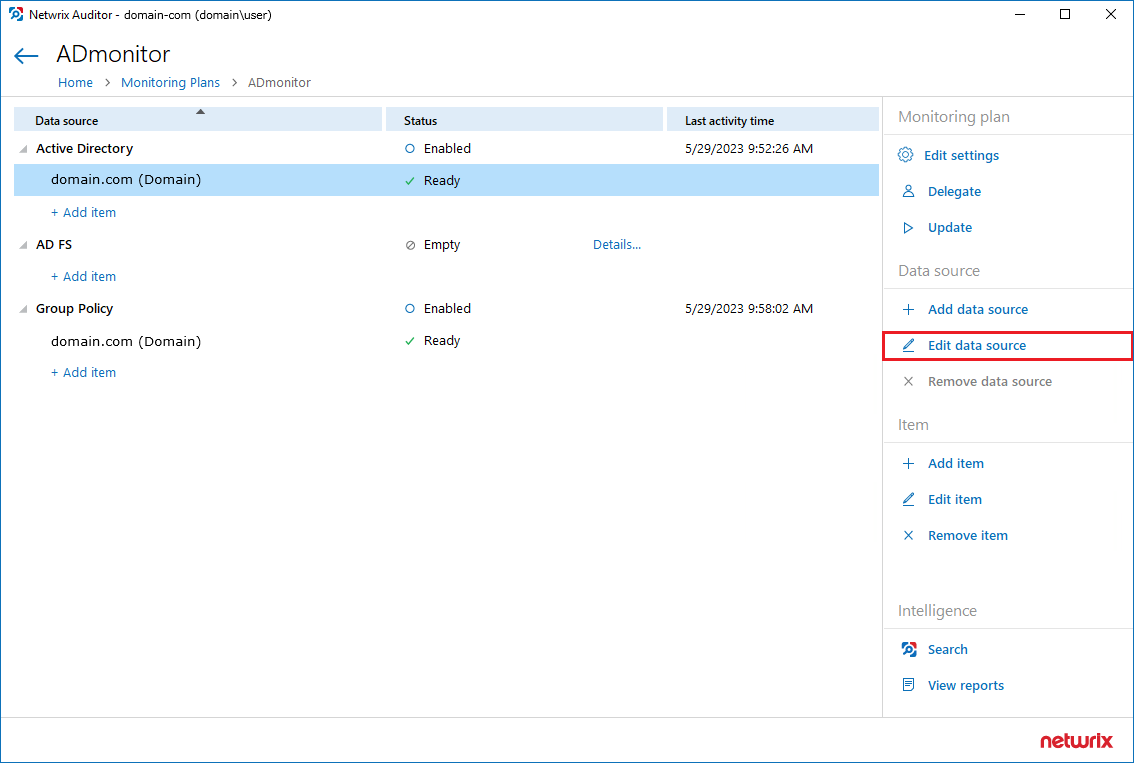 Netwrix Auditor - domain-com (domain\user)
ADmonitor
Home > Monitoring Plans > ADmonitor
Data source Status Last activity time
Active Directory Enabled 5/29/2023 9:52:26 AM
domain.com (Domain) Ready
+ Add item
AD FS Empty Details...
+ Add item
Group Policy Enabled 5/29/2023 9:58:02 AM
domain.com (Domain) Ready
+ Add item
Monitoring plan
Edit settings
Delegate
Update
Data source
Add data source
Edit data source
Remove data source
Item
Add item
Edit item
Remove item
Intelligence
Search
View reports
netwrix